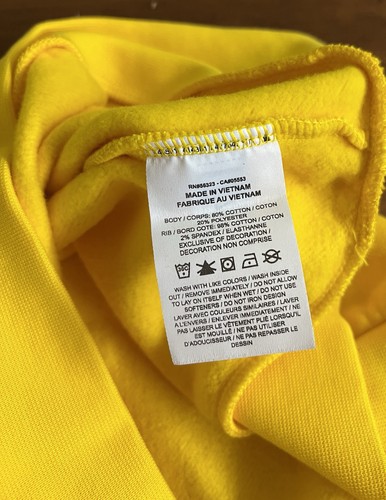 RN#56323 - CA#05553
MADE IN VIETNAM
FABRIQUE AU VIETNAM
BODY / CORPS: 80% COTTON / COTON
20% POLYESTER
RIB / BORD COTE: 98% COTTON / COTON
2% SPANDEX / ELASTHANNE
EXCLUSIVE OF DECORATION /
DECORATION NON COMPRISE
WASH WITH LIKE COLORS / WASH INSIDE
OUT / REMOVE IMMEDIATELY / DO NOT ALLOW
TO LAY ON ITSELF WHEN WET / DO NOT USE
SOFTENERS / DO NOT IRON DESIGN
LAVER AVEC COULEURS SIMILAIRES / LAVER
A L'ENVERS / ENLEVER IMMEDIATEMENT / NE
PAS LAISSER LE VÊTEMENT PLIÉ LORSQU'IL
EST MOUILLÉ / NE PAS UTILISER
D'ADOUCISSEUR / NE PAS REPASSER LE
DESSIN